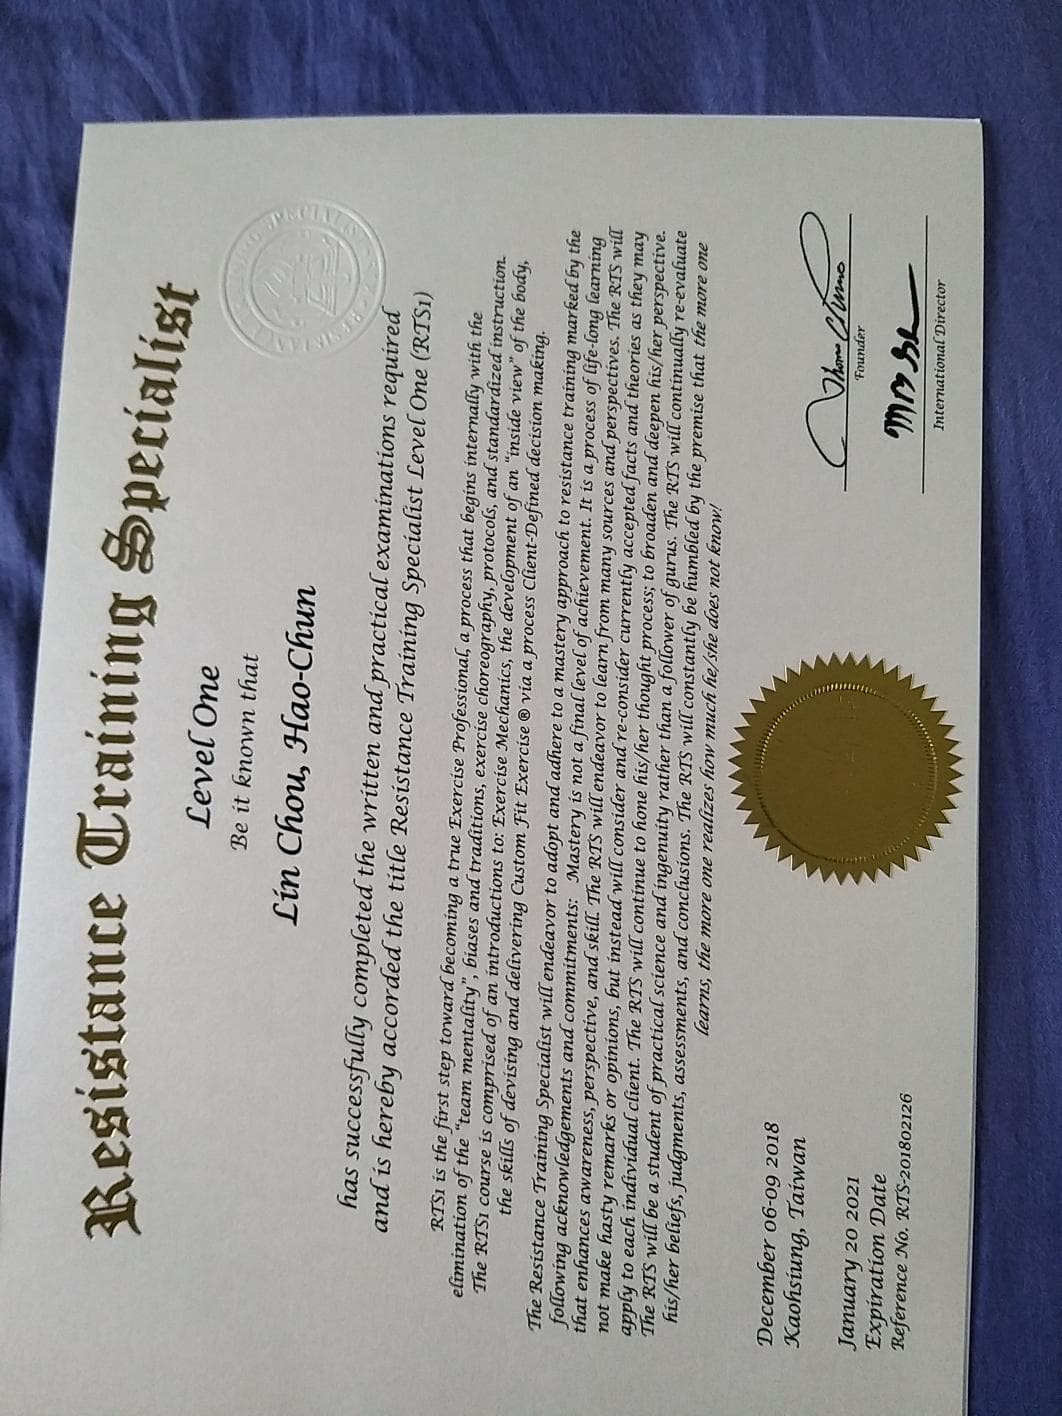 Resistance Training Specialist
Level One
Be it known that
Lin Chou, Hao-Chun
has successfully completed the written and practical examinations required
and is hereby accorded the title Resistance Training Specialist Level One (RTS1)
RTS1 is the first step toward becoming a true Exercise Professional, a process that begins internally with the
elimination of the "team mentality", biases and traditions, exercise choreography, protocols, and standardized instruction.
The RTS1 course is comprised of an introductions to: Exercise Mechanics, the development of an "inside view" of the body,
the skills of devising and delivering Custom Fit Exercise ® via a process Client-Defined decision making.
The Resistance Training Specialist will endeavor to adopt and adhere to a mastery approach to resistance training marked by the
following acknowledgements and commitments: Mastery is not a final level of achievement. It is a process of life-long learning
that enhances awareness, perspective, and skill. The RTS will endeavor to learn from many sources and perspectives. The RTS will
not make hasty remarks or opinions, but instead will consider and re-consider currently accepted facts and theories as they may
apply to each individual client. The RTS will continue to home his/her thought process; to broaden and deepen his/her perspective.
The RTS will be a student of practical science and ingenuity rather than a follower of gurus. The RTS will continually re-evaluate
his/her beliefs, judgments, assessments, and conclusions. The RTS will constantly be humbled by the premise that the more one
learns, the more one realizes how much he/she does not know!
December 06-09 2018
Kaohsiung, Taiwan
January 20 2021
Expiration Date
Reference No. RTS-201802126
Founder
International Director